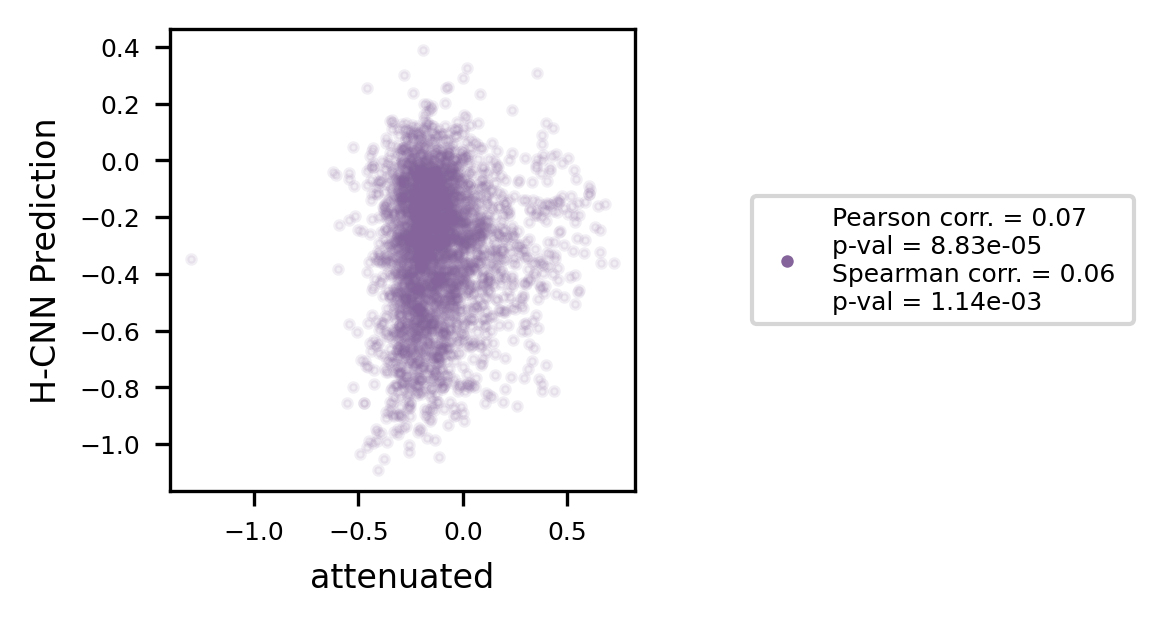 0.4
0.2
0.0
−0.2
−0.4
−0.6
−0.8
−1.0
H-CNN Prediction
−1.0
−0.5
0.0
0.5
attenuated
Pearson corr. = 0.07
p-val = 8.83e-05
Spearman corr. = 0.06
p-val = 1.14e-03